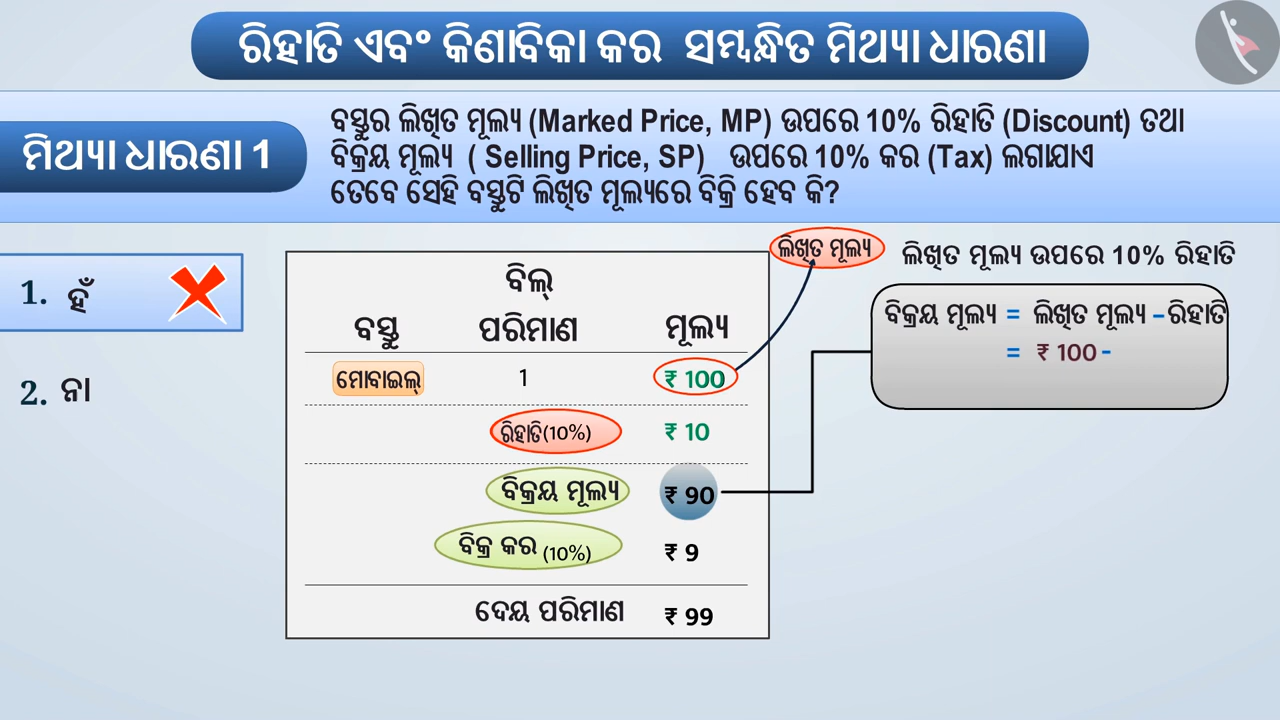 ରିହାତି ଏବଂ କିଣାବିକା କର ସମ୍ବନ୍ଧିତ ମିଥ୍ୟା ଧାରଣା
ମିଥ୍ୟା ଧାରଣା 1
ବସ୍ତୁର ଲିଖିତ ମୂଲ୍ୟ (Marked Price, MP) ଉପରେ 10% ରିହାତି (Discount) ତଥା
ବିକ୍ରୟ ମୂଲ୍ୟ ( Selling Price, SP) ଉପରେ 10% କର (Tax) ଲଗାଯାଏ
ତେବେ ସେହି ବସ୍ତୁଟି ଲିଖିତ ମୂଲ୍ୟରେ ବିକ୍ରି ହେବ କି?
1. ହଁ
2. ନା
ବିଲ୍
ବସ୍ତୁ ପରିମାଣ ମୂଲ୍ୟ
ମୋବାଇଲ୍ 1 ₹ 100
ରିହାତି(10%) ₹ 10
ବିକ୍ରୟ ମୂଲ୍ୟ ₹ 90
ବିକ୍ର କର (10%) ₹ 9
ଦେୟ ପରିମାଣ ₹ 99
ଲିଖିତ ମୂଲ୍ୟ
ଲିଖିତ ମୂଲ୍ୟ ଉପରେ 10% ରିହାତି
ବିକ୍ରୟ ମୂଲ୍ୟ = ଲିଖିତ ମୂଲ୍ୟ – ରିହାତି
= ₹ 100 -